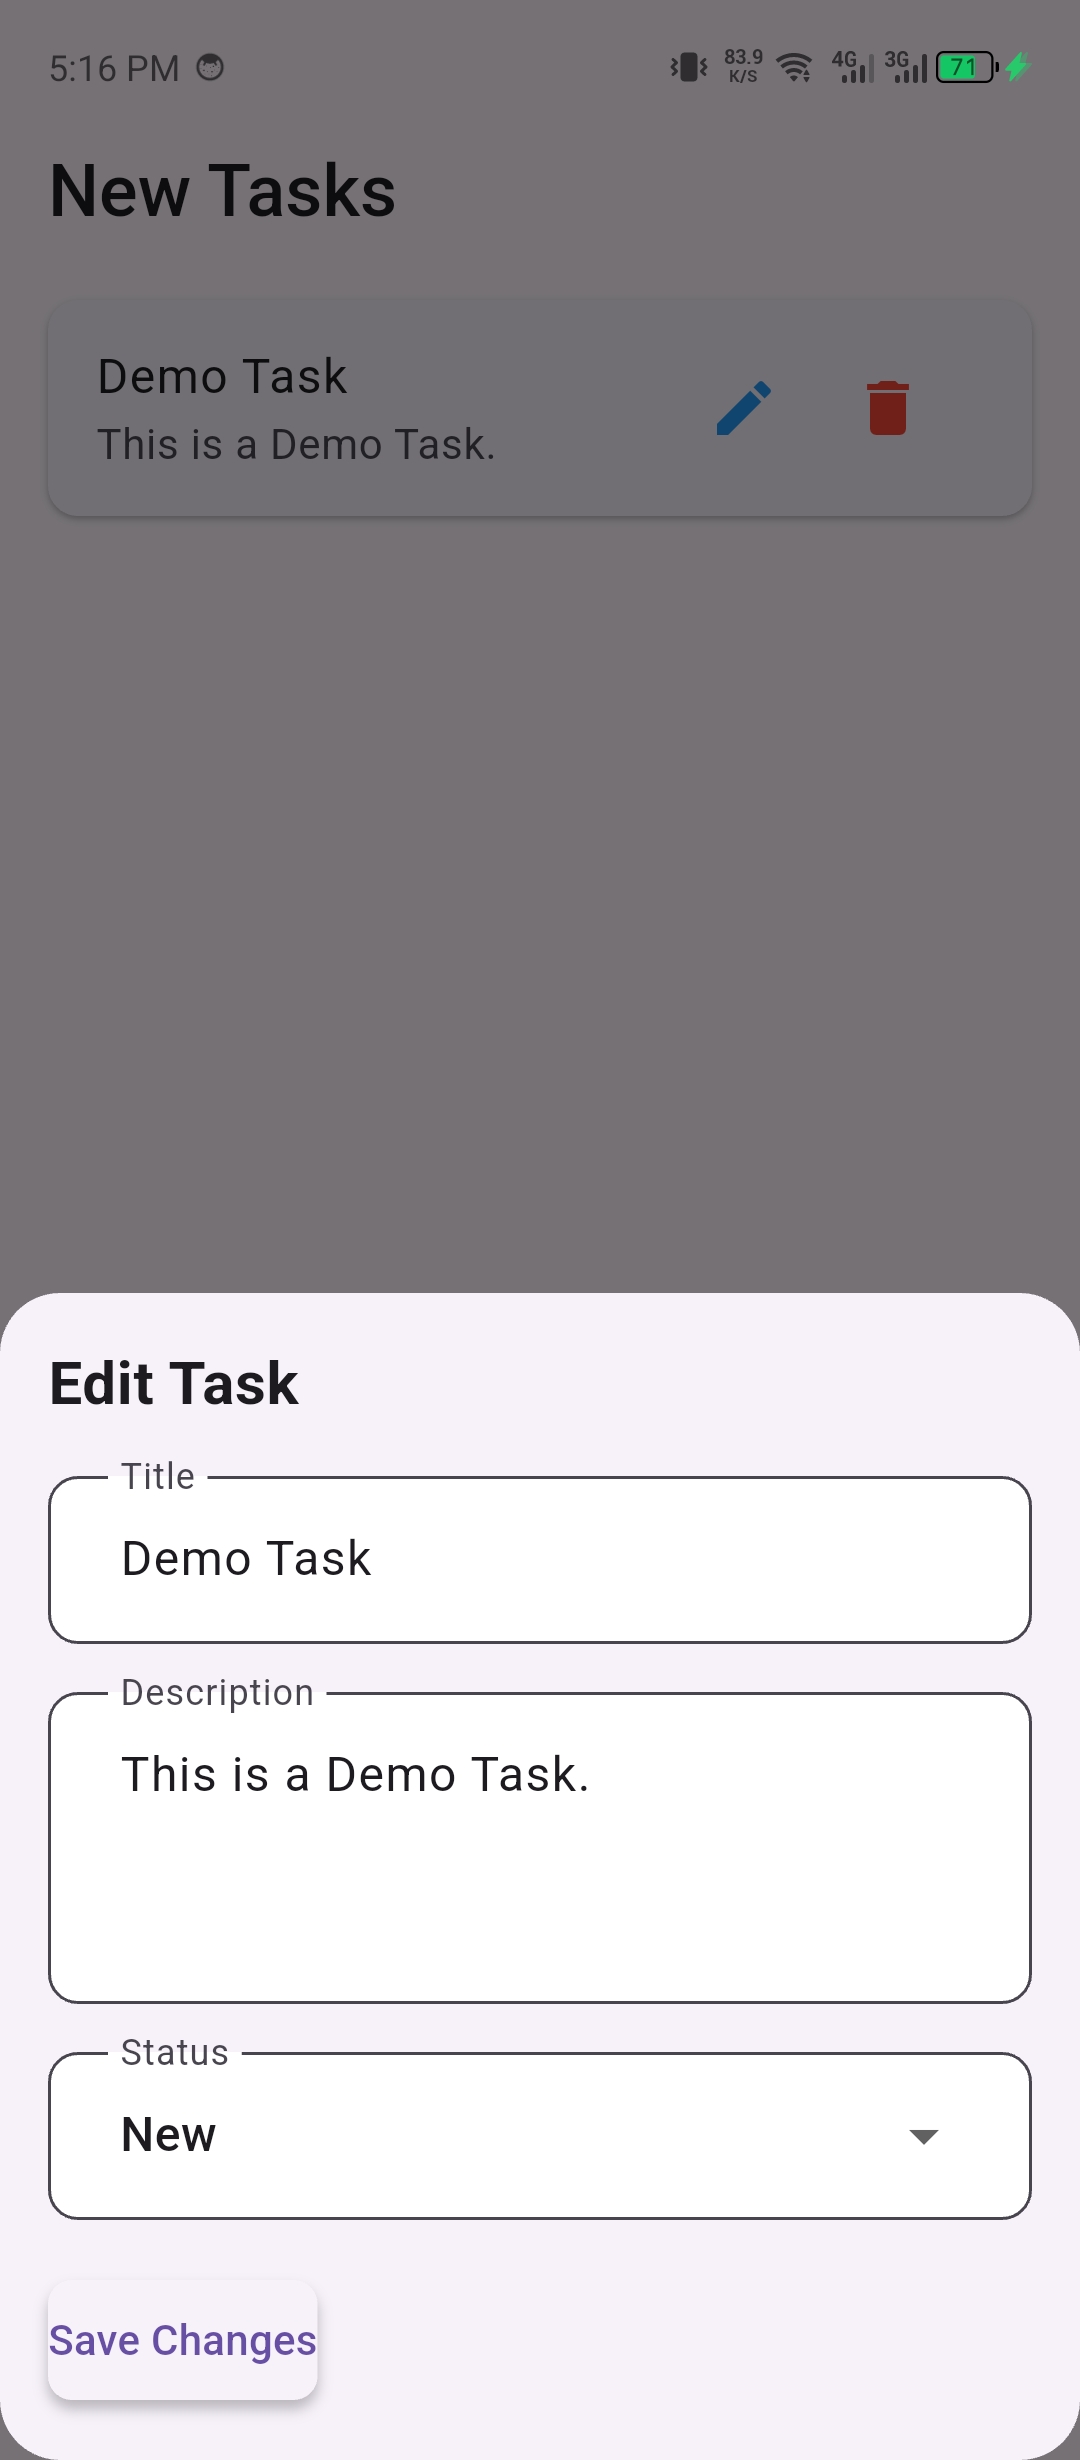 5:16 PM
83.9 K/S 4G 3G 71
New Tasks
Demo Task
This is a Demo Task.
Edit Task
Title
Demo Task
Description
This is a Demo Task.
Status
New
Save Changes